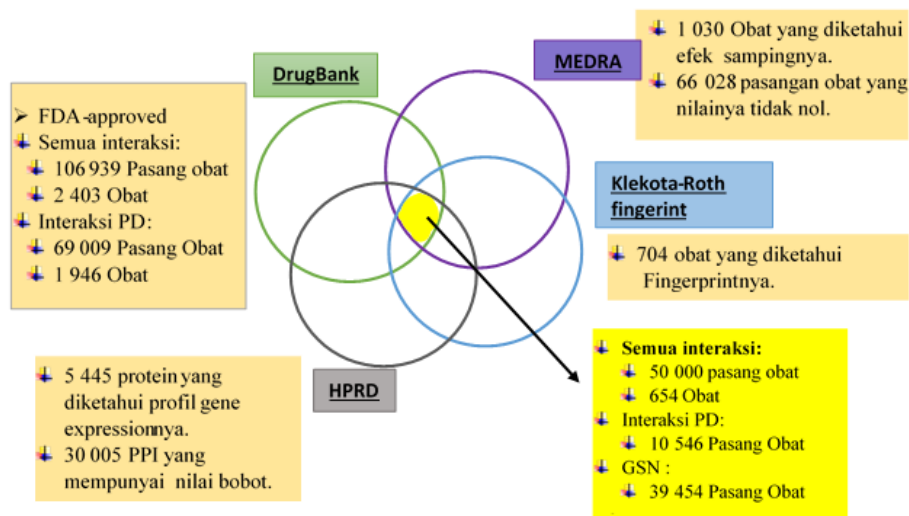 DrugBank
MEDRA
1 030 Obat yang diketahui
efek sampingnya.
66 028 pasangan obat yang
nilainya tidak nol.
FDA-approved
Semua interaksi:
106 939 Pasang obat
2 403 Obat
Interaksi PD:
69 009 Pasang Obat
1 946 Obat
Klekota-Roth
fingerint
704 obat yang diketahui
Fingerprintnya.
5 445 protein yang
diketahui profil gene
expressionnya.
30 005 PPI yang
mempunyai nilai bobot.
HPRD
Semua interaksi:
50 000 pasang obat
654 Obat
Interaksi PD:
10 546 Pasang Obat
GSN :
39 454 Pasang Obat